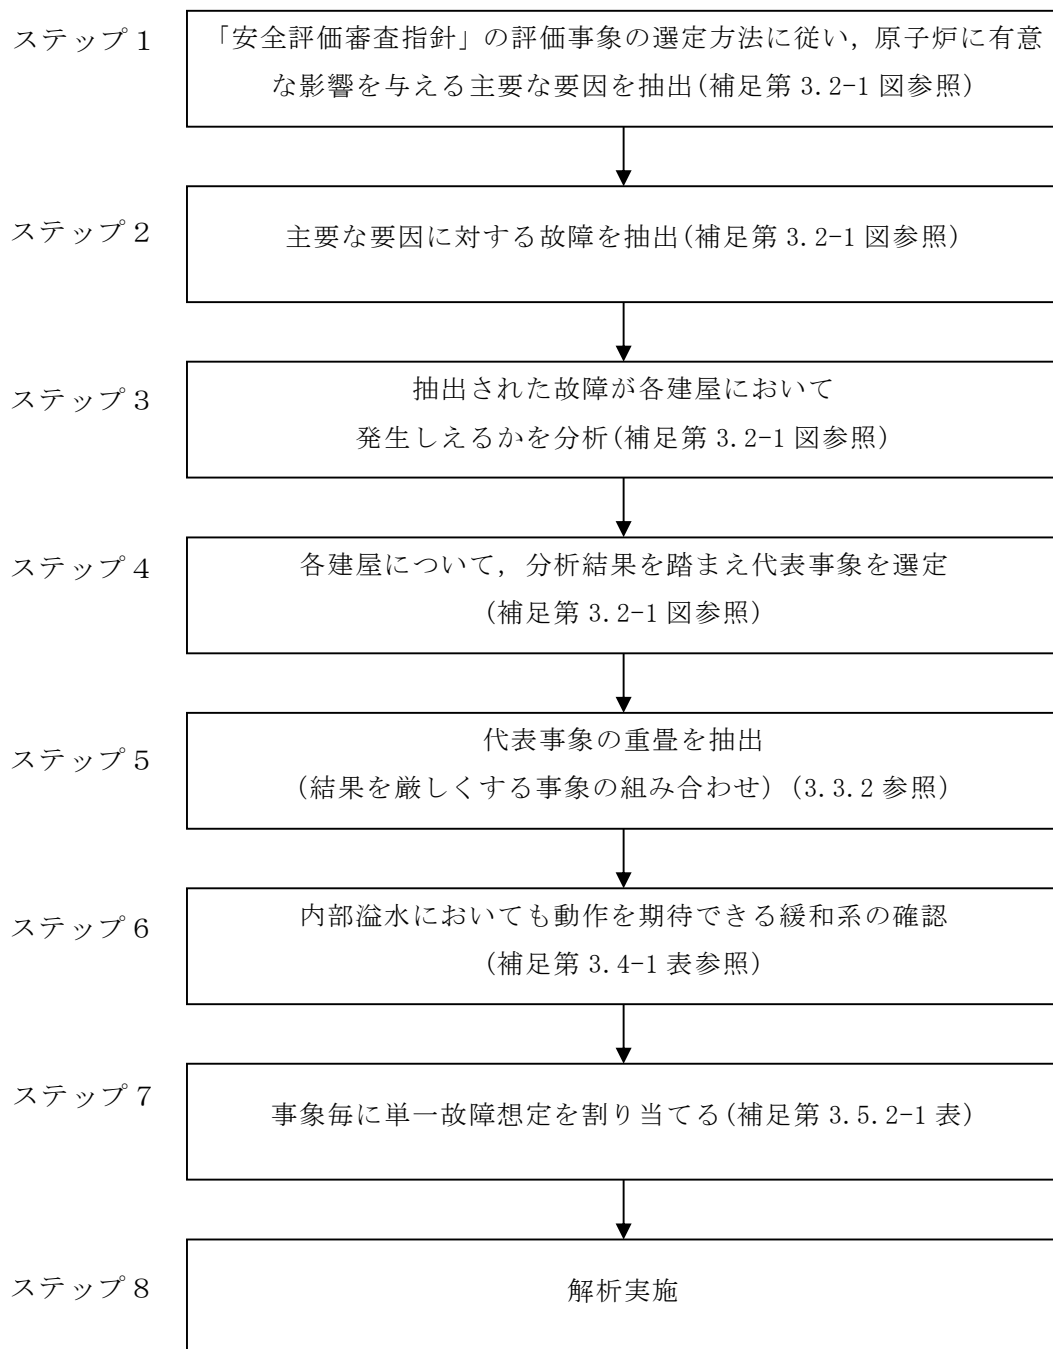 ステップ１
「安全評価審査指針」の評価事象の選定方法に従い，原子炉に有意
な影響を与える主要な要因を抽出(補足第 3.2-1 図参照)
ステップ２
主要な要因に対する故障を抽出(補足第 3.2-1 図参照)
ステップ３
抽出された故障が各建屋において
発生しえるかを分析(補足第 3.2-1 図参照)
ステップ４
各建屋について，分析結果を踏まえ代表事象を選定
(補足第 3.2-1 図参照)
ステップ５
代表事象の重畳を抽出
(結果を厳しくする事象の組み合わせ) (3.3.2 参照)
ステップ６
内部溢水においても動作を期待できる緩和系の確認
(補足第 3.4-1 表参照)
ステップ７
事象毎に単一故障想定を割り当てる(補足第 3.5.2-1 表)
ステップ８
解析実施